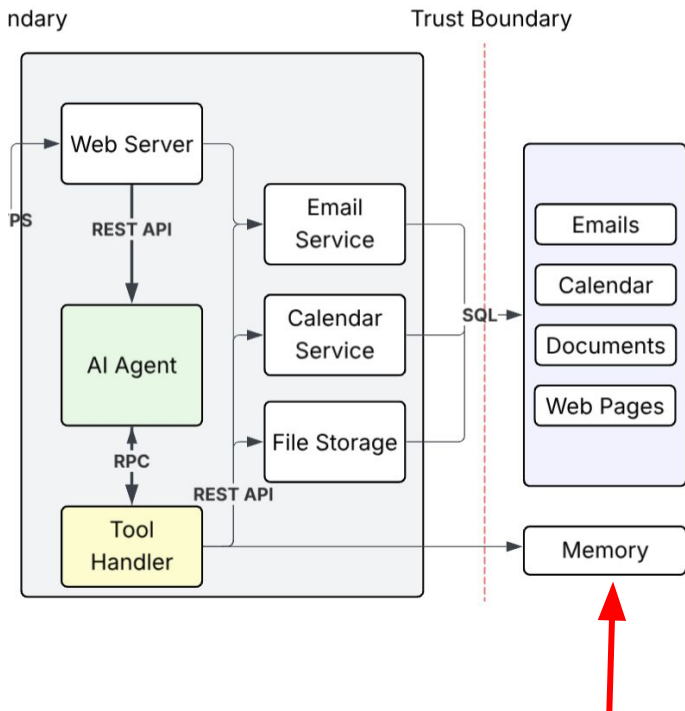 ndary
Trust Boundary
Web Server
PS
REST API
Email
Service
Emails
Calendar
SQL
Calendar
Service
AI Agent
Documents
Web Pages
File Storage
RPC
REST API
Tool
Handler
Memory